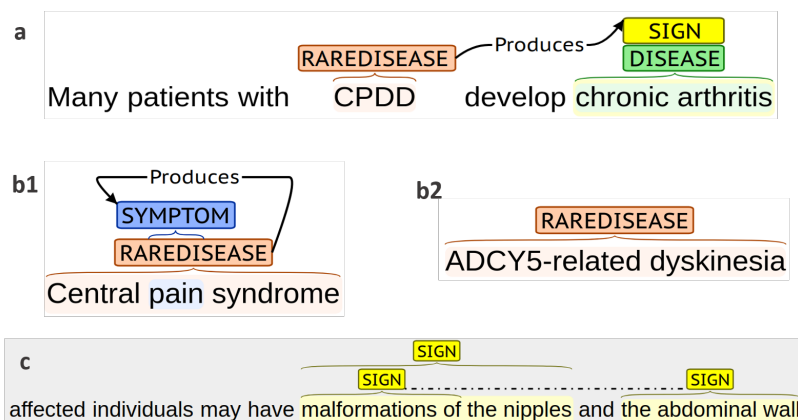 a
SIGN
Produces
RAREDISEASE DISEASE
Many patients with CPDD develop chronic arthritis
b1
Produces
SYMPTOM
RAREDISEASE
Central pain syndrome
b2
RAREDISEASE
ADCY5-related dyskinesia
c
SIGN
SIGN SIGN
affected individuals may have malformations of the nipples and the abdominal wall